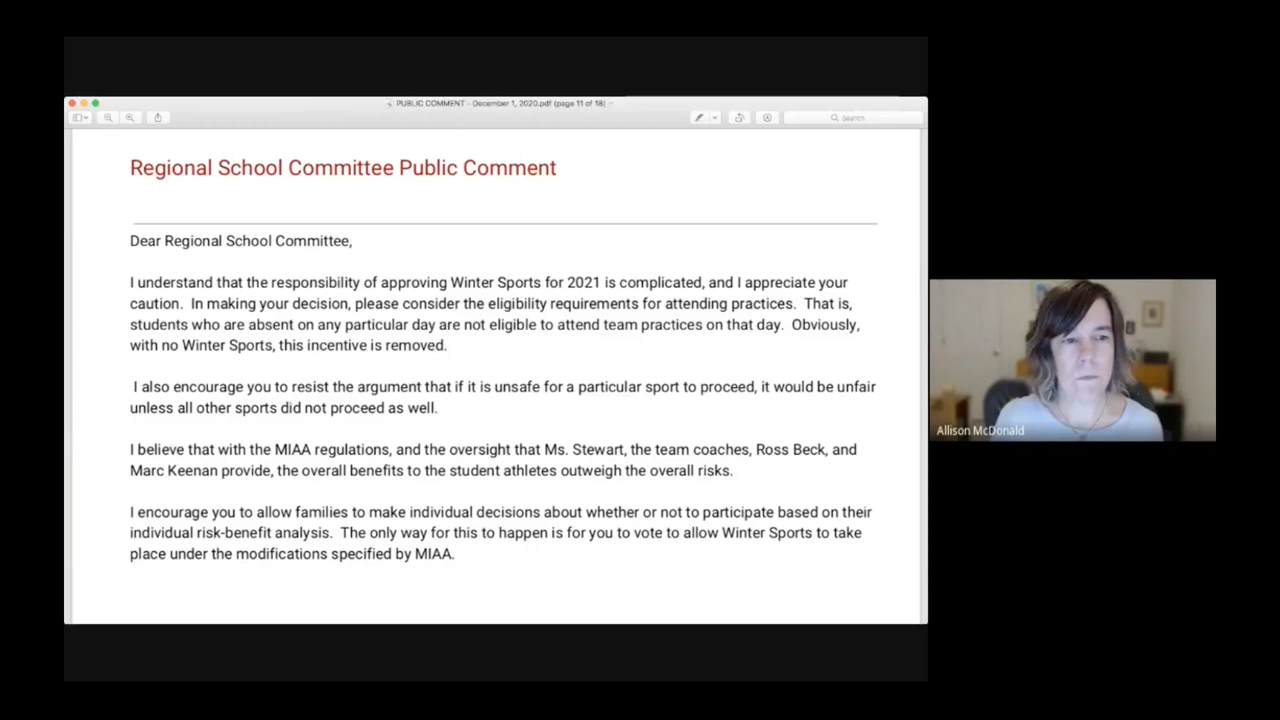 PUBLIC COMMENT - December 1, 2020.pdf (page 11 of 18)
Search
Regional School Committee Public Comment
Dear Regional School Committee,
I understand that the responsibility of approving Winter Sports for 2021 is complicated, and I appreciate your
caution.  In making your decision, please consider the eligibility requirements for attending practices.  That is,
students who are absent on any particular day are not eligible to attend team practices on that day.  Obviously,
with no Winter Sports, this incentive is removed.
I also encourage you to resist the argument that if it is unsafe for a particular sport to proceed, it would be unfair
unless all other sports did not proceed as well.
I believe that with the MIAA regulations, and the oversight that Ms. Stewart, the team coaches, Ross Beck, and
Marc Keenan provide, the overall benefits to the student athletes outweigh the overall risks.
I encourage you to allow families to make individual decisions about whether or not to participate based on their
individual risk-benefit analysis.  The only way for this to happen is for you to vote to allow Winter Sports to take
place under the modifications specified by MIAA.
Allison McDonald